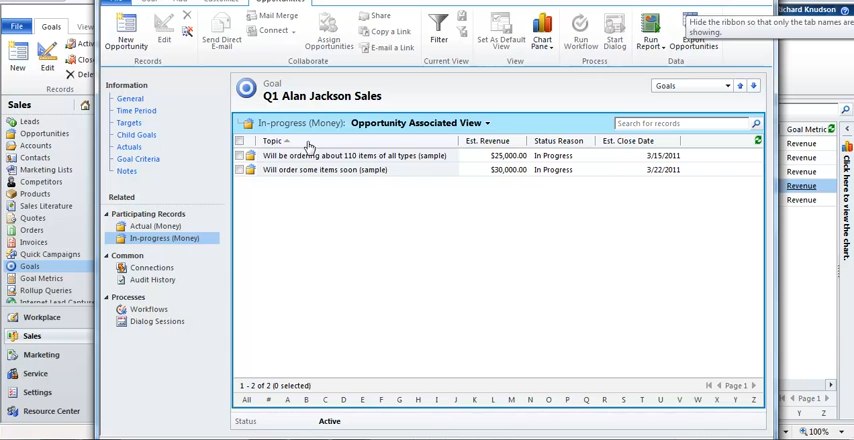 Richard Knudson
File
Goals
New
Edit
Records
New Opportunity
Edit
Records
Send Direct E-mail
Mail Merge
Connect
Assign Opportunities
Share
Copy a Link
E-mail a Link
Collaborate
Filter
Current View
Set As Default View
Chart Pane
View
Run Workflow
Start Dialog
Process
Run Report
Export Opportunities
Data
Hide the ribbon so that only the tab names are showing.
Sales
Leads
Opportunities
Accounts
Contacts
Marketing Lists
Competitors
Products
Sales Literature
Quotes
Orders
Invoices
Quick Campaigns
Goals
Goal Metrics
Rollup Queries
Internet Lead Capture
Workplace
Sales
Marketing
Service
Settings
Resource Center
Information
General
Time Period
Targets
Child Goals
Actuals
Goal Criteria
Notes
Related
Participating Records
Actual (Money)
In-progress (Money)
Common
Connections
Audit History
Processes
Workflows
Dialog Sessions
Goal
Q1 Alan Jackson Sales
Goals
In-progress (Money): Opportunity Associated View
Search for records
Topic Est. Revenue Status Reason Est. Close Date
Will be ordering about 110 items of all types (sample) $25,000.00 In Progress 3/15/2011
Will order some items soon (sample) $30,000.00 In Progress 3/22/2011
1 - 2 of 2 (0 selected) Page 1
All # A B C D E F G H I J K L M N O P Q R S T U V W X Y Z
Status Active
Goal Metric
Revenue
Revenue
Revenue
Revenue
Revenue
Click here to view the chart.
Page 1
Y Z
100%